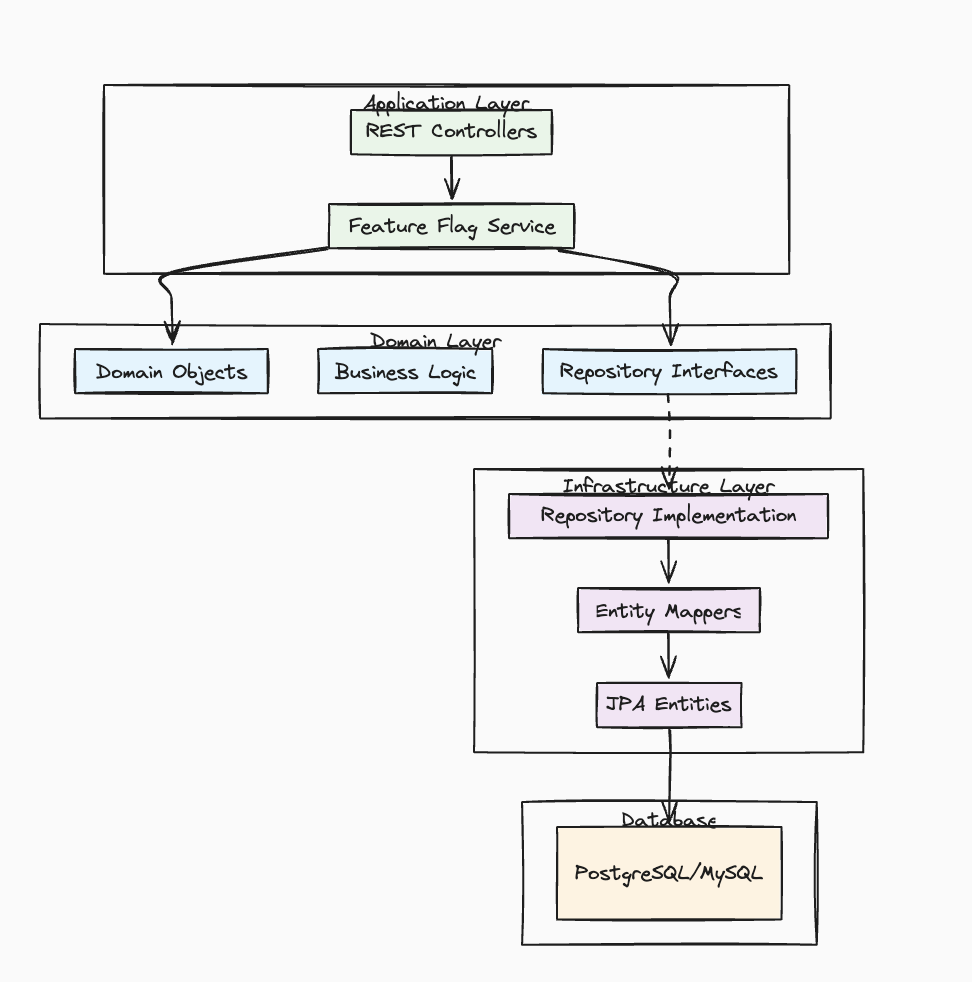 Application Layer
REST Controllers
Feature Flag Service
Domain Layer
Domain Objects
Business Logic
Repository Interfaces
Infrastructure Layer
Repository Implementation
Entity Mappers
JPA Entities
Database
PostgreSQL/MySQL